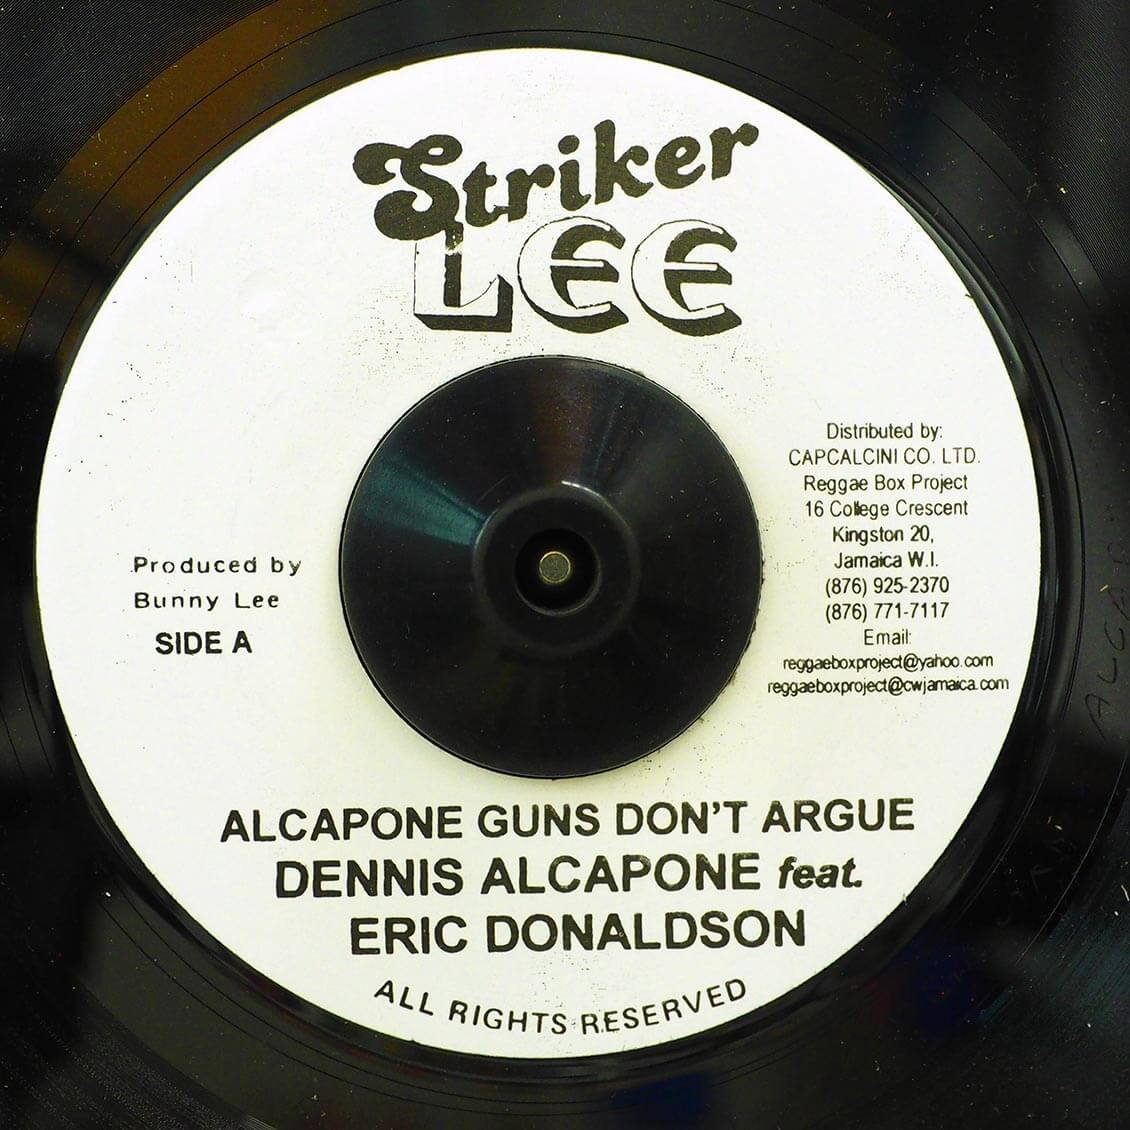 Striker
LEE
Distributed by:
CAPCALCINI CO. LTD.
Reggae Box Project
16 College Crescent
Kingston 20,
Jamaica W.I.
(876) 925-2370
(876) 771-7117
Email:
reggaeboxproject@yahoo.com
reggaeboxproject@cwjamaica.com
Produced by
Bunny Lee
SIDE A
ALCAPONE GUNS DON'T ARGUE
DENNIS ALCAPONE feat.
ERIC DONALDSON
ALL RIGHTS RESERVED